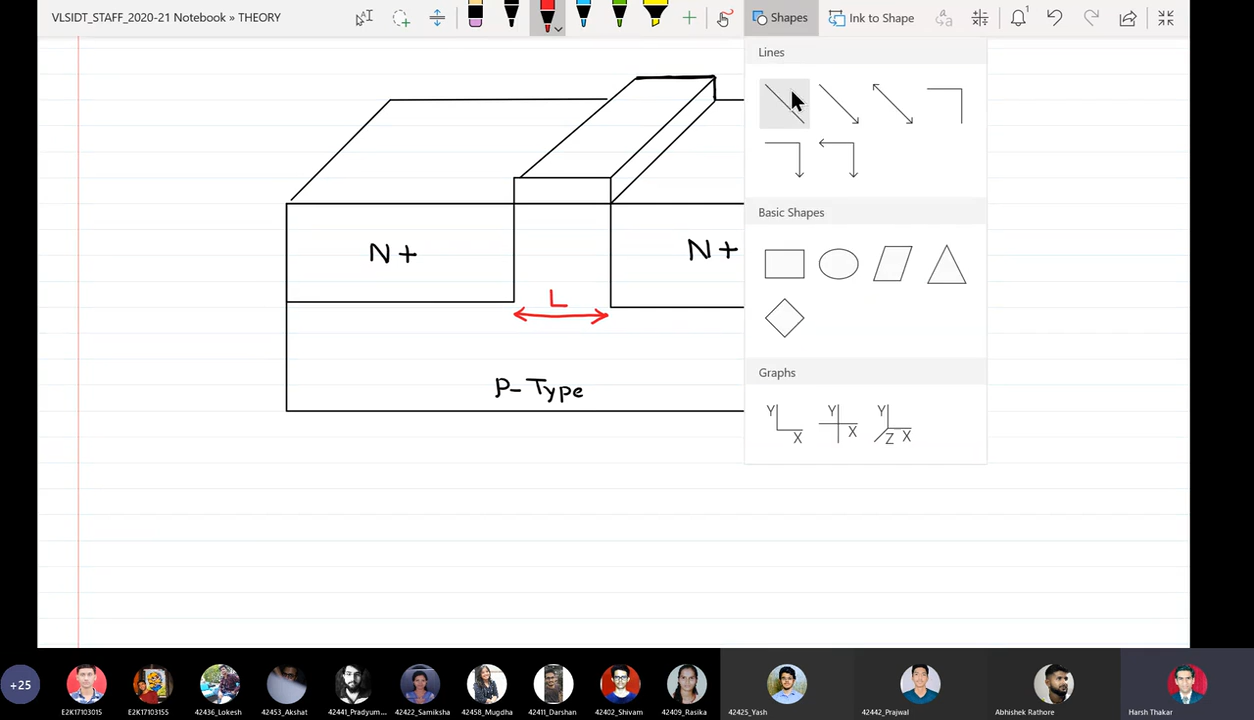 VLSIDT_STAFF_2020-21 Notebook » THEORY
Shapes
Ink to Shape
Lines
Basic Shapes
N+
N+
L
Graphs
P-Type
Y
X
Y
X
Y
Z
X
+25
E2K17103015
E2K17103155
42436_Lokesh
42453_Akshat
42441_Pradyum...
42422_Samiksha
42458_Mugdha
42411_Darshan
42402_Shivam
42409_Rasika
42425_Yash
42442_Prajwal
Abhishek Rathore
Harsh Thakar